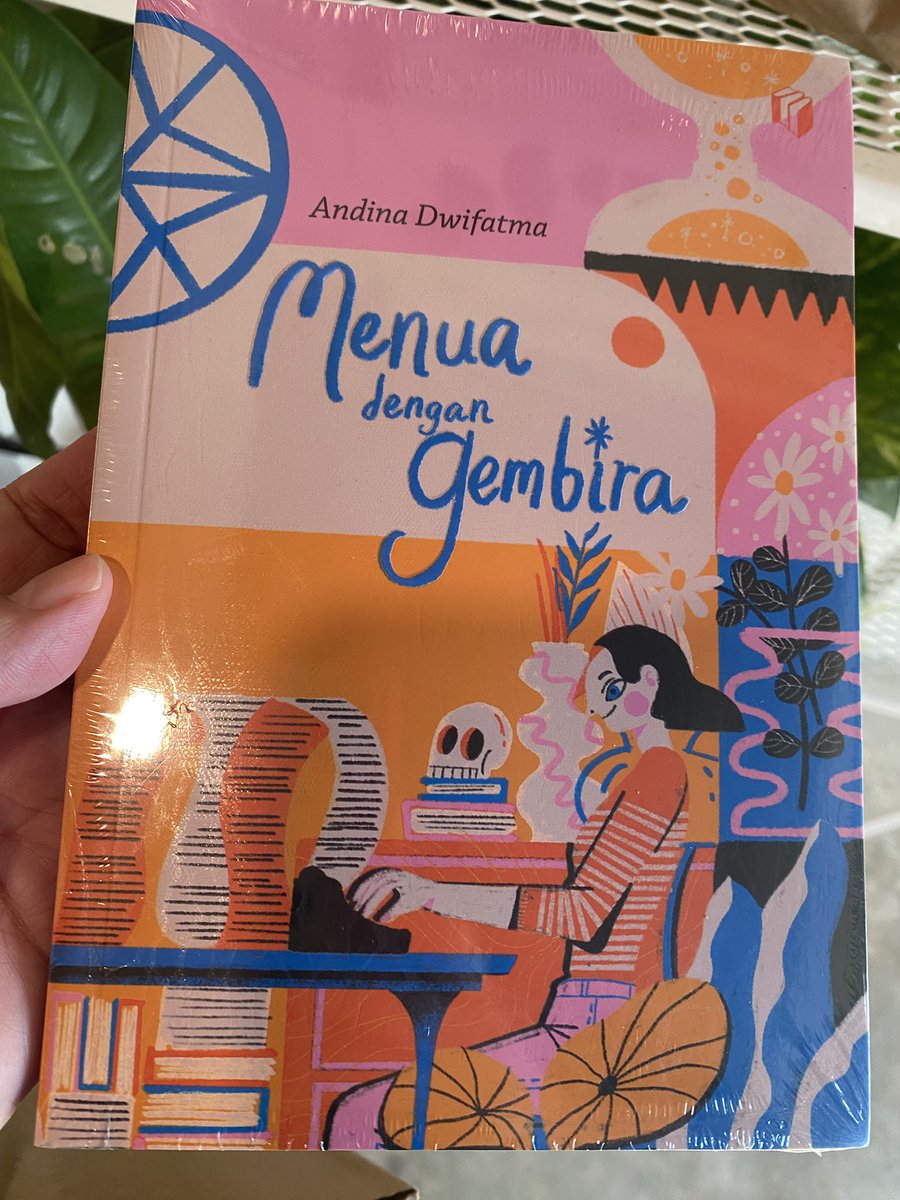 Andina Dwifatma
Menua
dengan
gembira